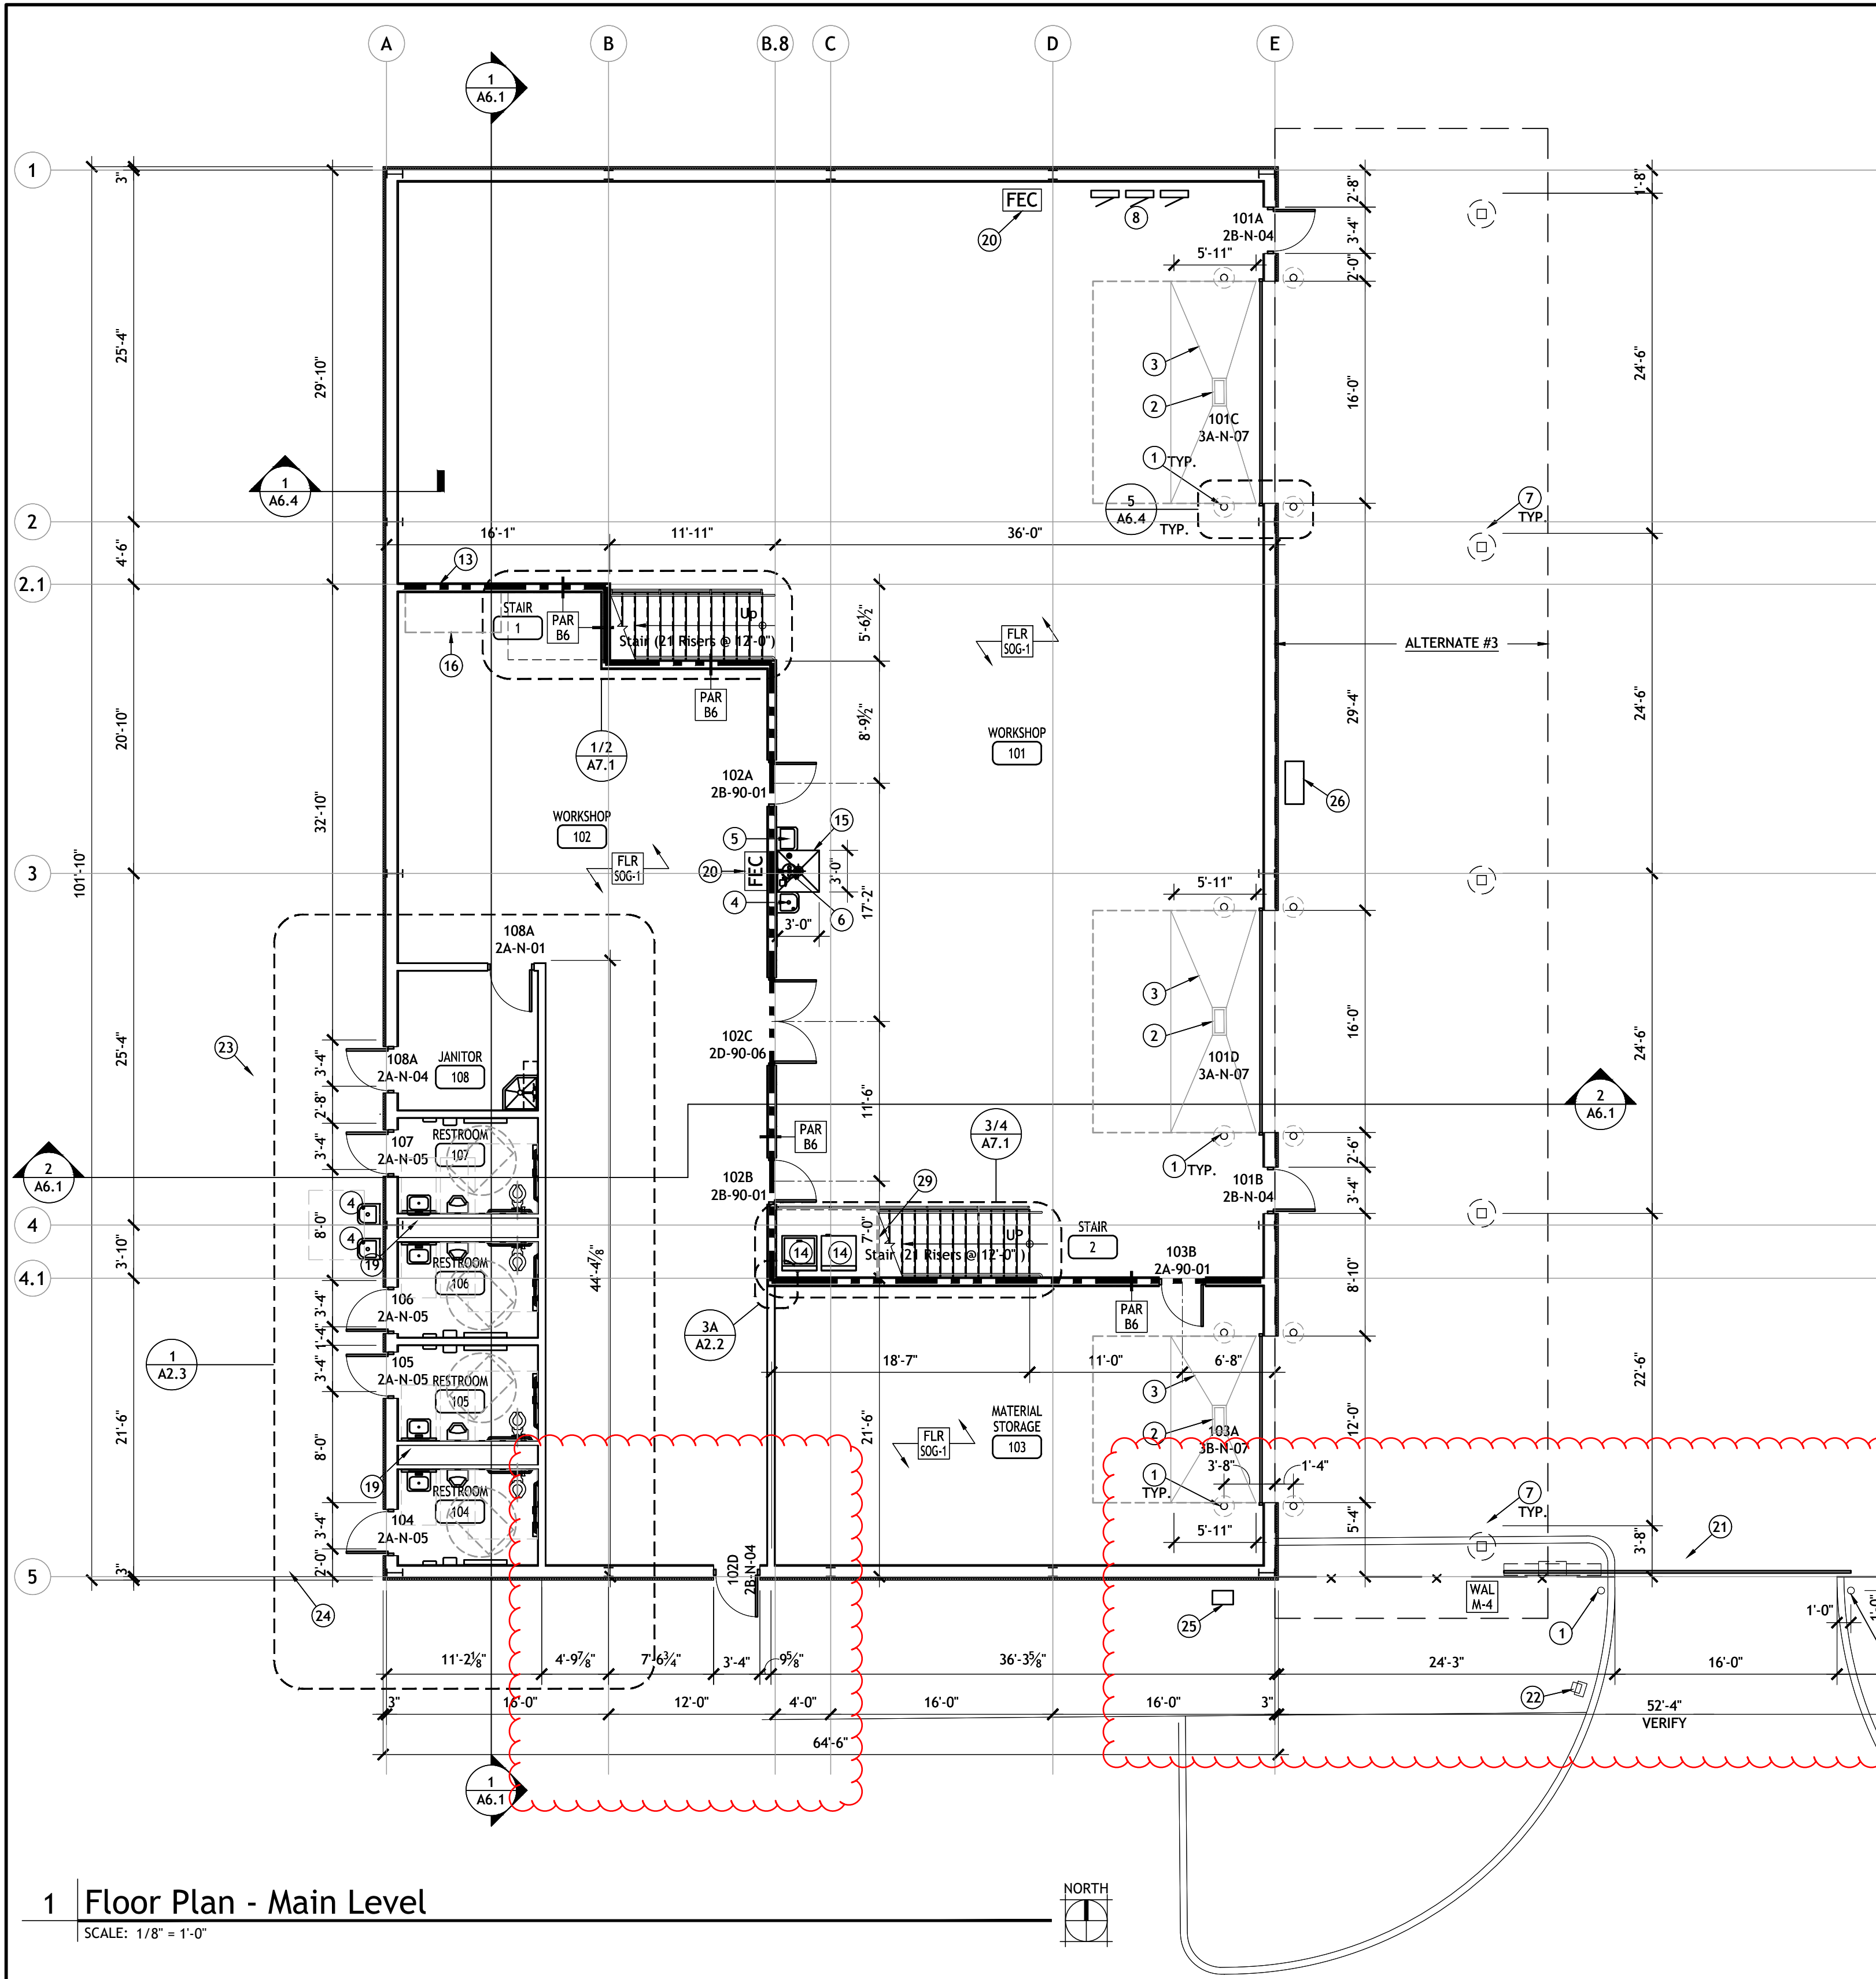 A
B
B.8
C
D
E
1
A6.1
1
3"
2'-8"
1'-8"
FEC
8
20
101A
2B-N-04
3'-4"
5'-11"
2'-0"
25'-4"
29'-10"
24'-6"
3
16'-0"
2
101C
3A-N-07
1
TYP.
1
A6.4
5
A6.4
TYP.
7
TYP.
2
16'-1"
11'-11"
36'-0"
4'-6"
13
2.1
STAIR
1
PAR
B6
Up
Stair (21 Risers @ 12'-0")
5'-6½"
FLR
SOG-1
ALTERNATE #3
16
PAR
B6
20'-10"
8'-9½"
29'-4"
24'-6"
1/2
A7.1
WORKSHOP
101
102A
2B-90-01
26
WORKSHOP
102
32'-10"
5
15
FLR
SOG-1
20
FEC
3'-0"
3
101'-10"
4
6
17'-2"
3'-0"
5'-11"
108A
2A-N-01
3
25'-4"
23
102C
2D-90-06
2
16'-0"
24'-6"
3'-4"
108A
2A-N-04
JANITOR
108
101D
3A-N-07
2'-8"
11'-6"
2
A6.1
3'-4"
107
2A-N-05
RESTROOM
107
PAR
B6
3/4
A7.1
1
TYP.
2'-6"
2
A6.1
102B
2B-90-01
29
101B
2B-N-04
3'-4"
4
4
4
8'-0"
3'-10"
19
7'-0"
UP
Stair (21 Risers @ 12'-0" )
STAIR
2
14
14
103B
2A-90-01
4.1
RESTROOM
106
44'-4⅞"
8'-10"
106
2A-N-05
3'-4"
1'-4"
3'-4"
3A
A2.2
PAR
B6
1
A2.3
105
2A-N-05
RESTROOM
105
18'-7"
11'-0"
6'-8"
22'-6"
3
21'-6"
8'-0"
MATERIAL
STORAGE
103
FLR
SOG-1
21'-6"
2
103A
3B-N-07
12'-0"
3'-8"
1'-4"
19
RESTROOM
104
1
TYP.
7
TYP.
3'-4"
104
2A-N-05
5'-4"
5'-11"
3'-8"
21
5
3"
2'-0"
102D
2B-N-04
24
25
WAL
M-4
1
1'-0"
1'-0"
11'-2⅛"
4'-9⅞"
7'-6¾"
3'-4"
9⅝"
36'-3⅝"
24'-3"
16'-0"
22
3"
16'-0"
12'-0"
4'-0"
16'-0"
16'-0"
3"
52'-4"
VERIFY
64'-6"
1
A6.1
1
Floor Plan - Main Level
SCALE: 1/8" = 1'-0"
NORTH